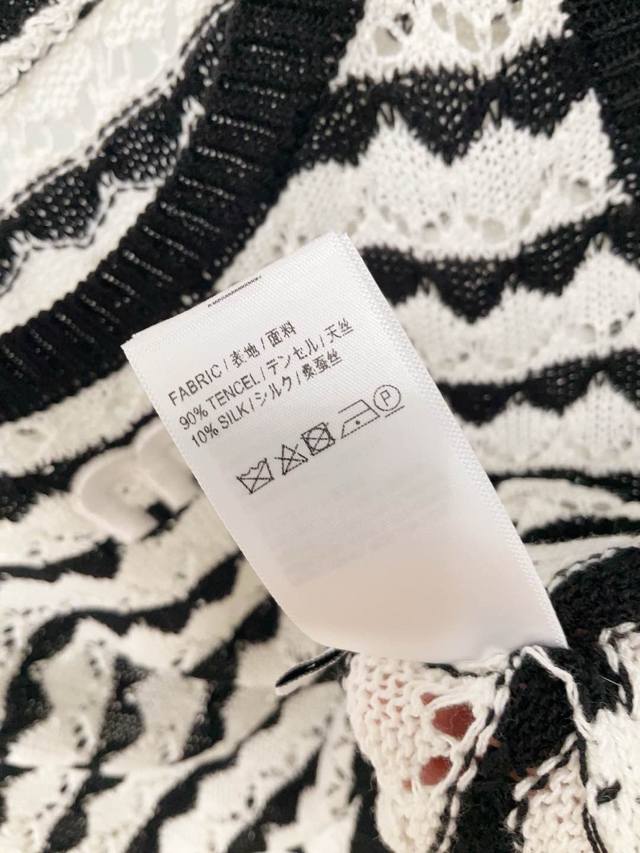 FABRIC / 表地 / 面料
90% TENCEL / テンセル / 天丝
10% SILK / シルク / 桑蚕丝
P